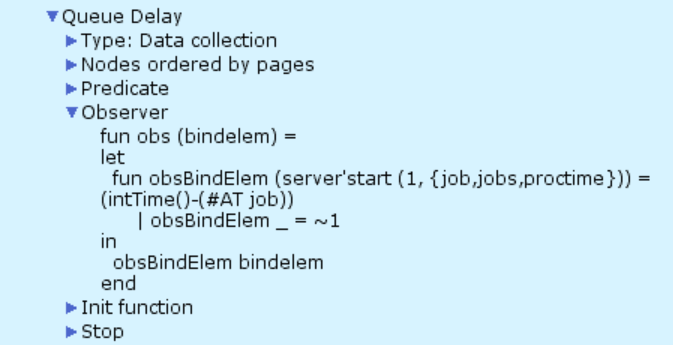 Queue Delay
Type: Data collection
Nodes ordered by pages
Predicate
Observer
fun obs (bindelem) =
let
fun obsBindElem (server'start (1, {job,jobs,proctime})) =
(intTime()-(#AT job))
| obsBindElem _ = ~1
in
obsBindElem bindelem
end
Init function
Stop